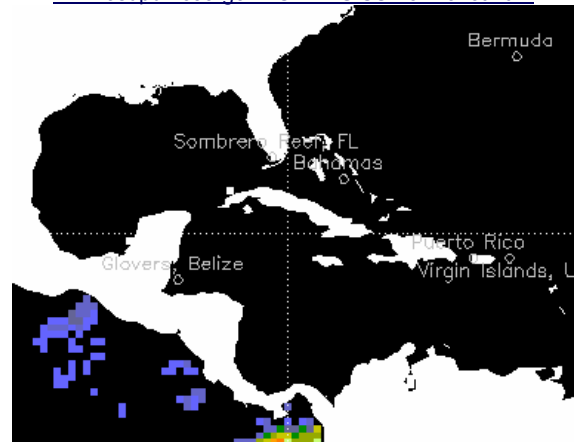 Bermuda
Sombrero Reef, FL
Bahamas
Puerto Rico
Glovers, Belize
Virgin Islands, U